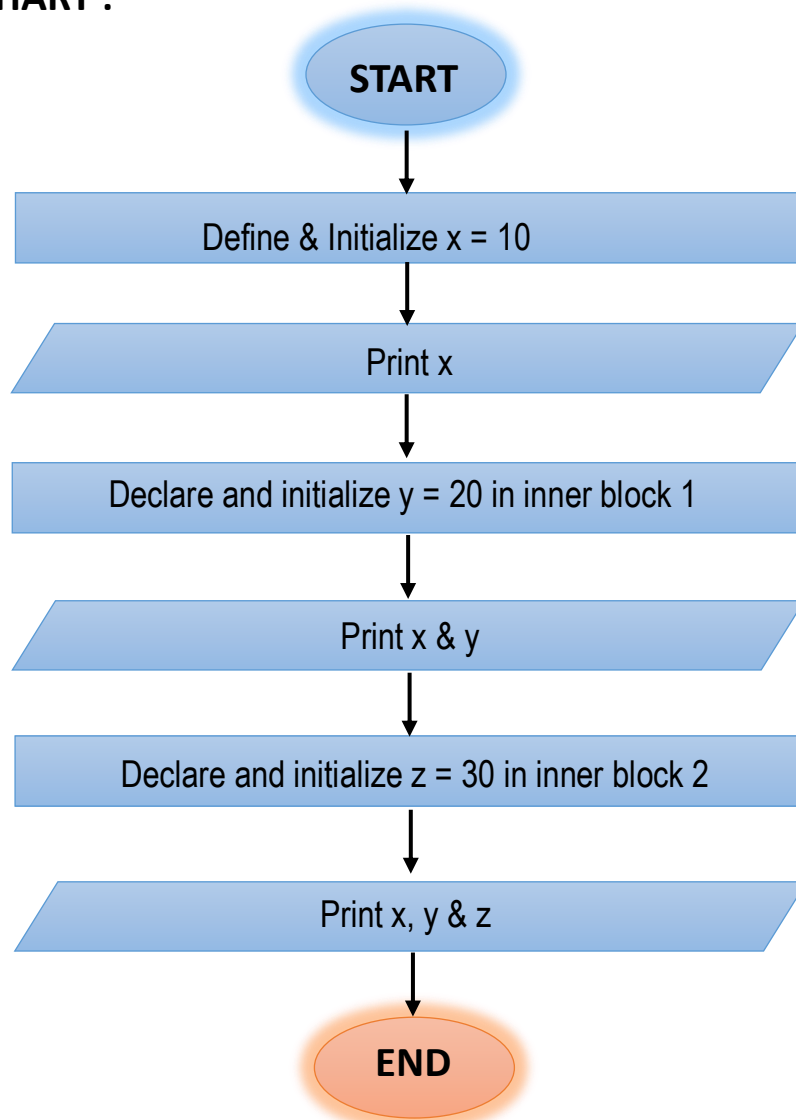 START
Define & Initialize x = 10
Print x
Declare and initialize y = 20 in inner block 1
Print x & y
Declare and initialize z = 30 in inner block 2
Print x, y & z
END